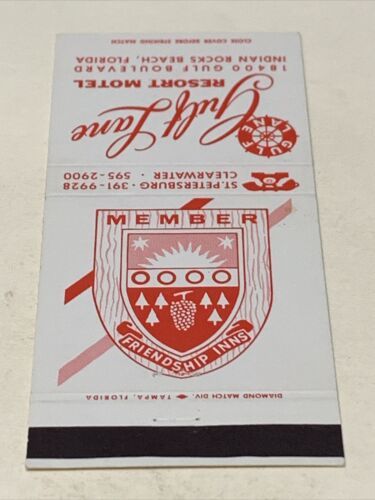 CLOSE COVER BEFORE STRIKING MATCH
Gulf Lane
RESORT MOTEL
18400 GULF BOULEVARD
INDIAN ROCKS BEACH, FLORIDA
GULF LANE
ST. PETERSBURG · 391-9928
CLEARWATER · 595-2900
MEMBER
FRIENDSHIP INNS
DIAMOND MATCH DIV. TAMPA, FLORIDA